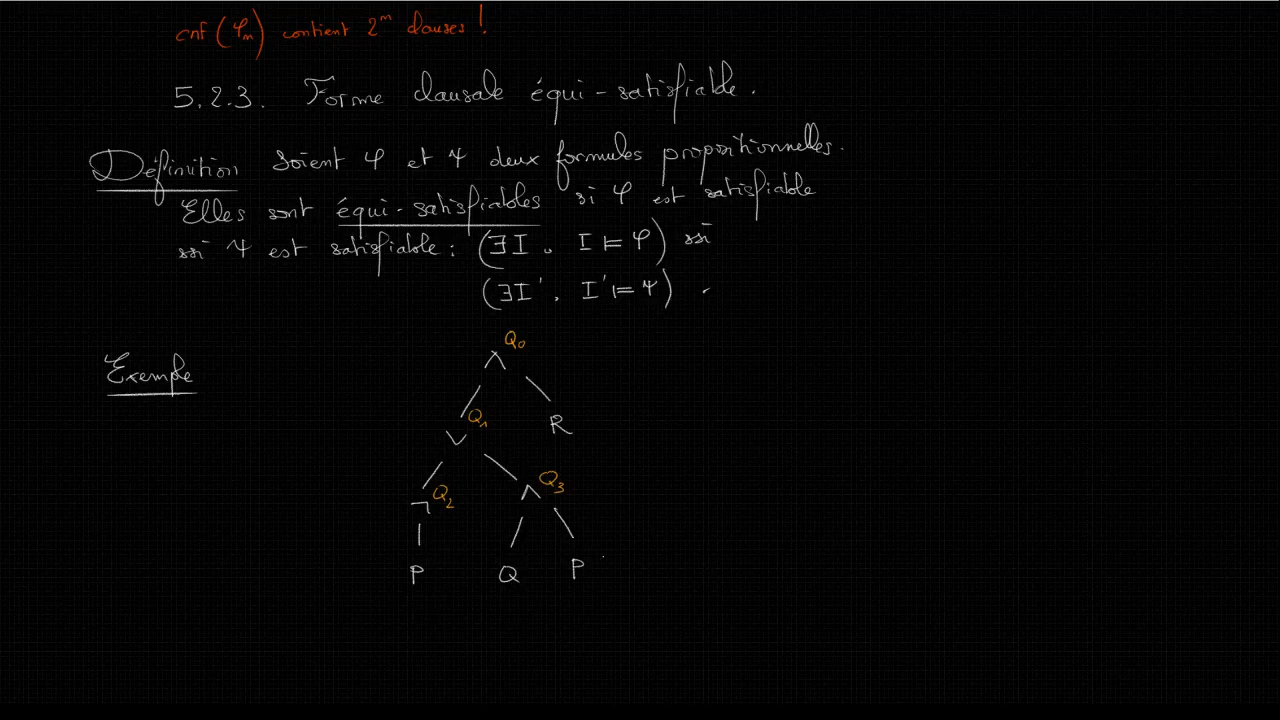 cnf(φₘ) contient 2ᵐ clauses !
5.2.3. Forme clausale équi-satisfiable.
Définition Soient φ et ψ deux formules propositionnelles.
Elles sont équi-satisfiables si φ est satisfiable
ssi ψ est satisfiable : (∃I, I ⊨ φ) ssi
(∃I', I' ⊨ ψ).
Exemple
Q₀
∧
Q₁ R
∨
Q₂ Q₃
¬ ∧
P Q P